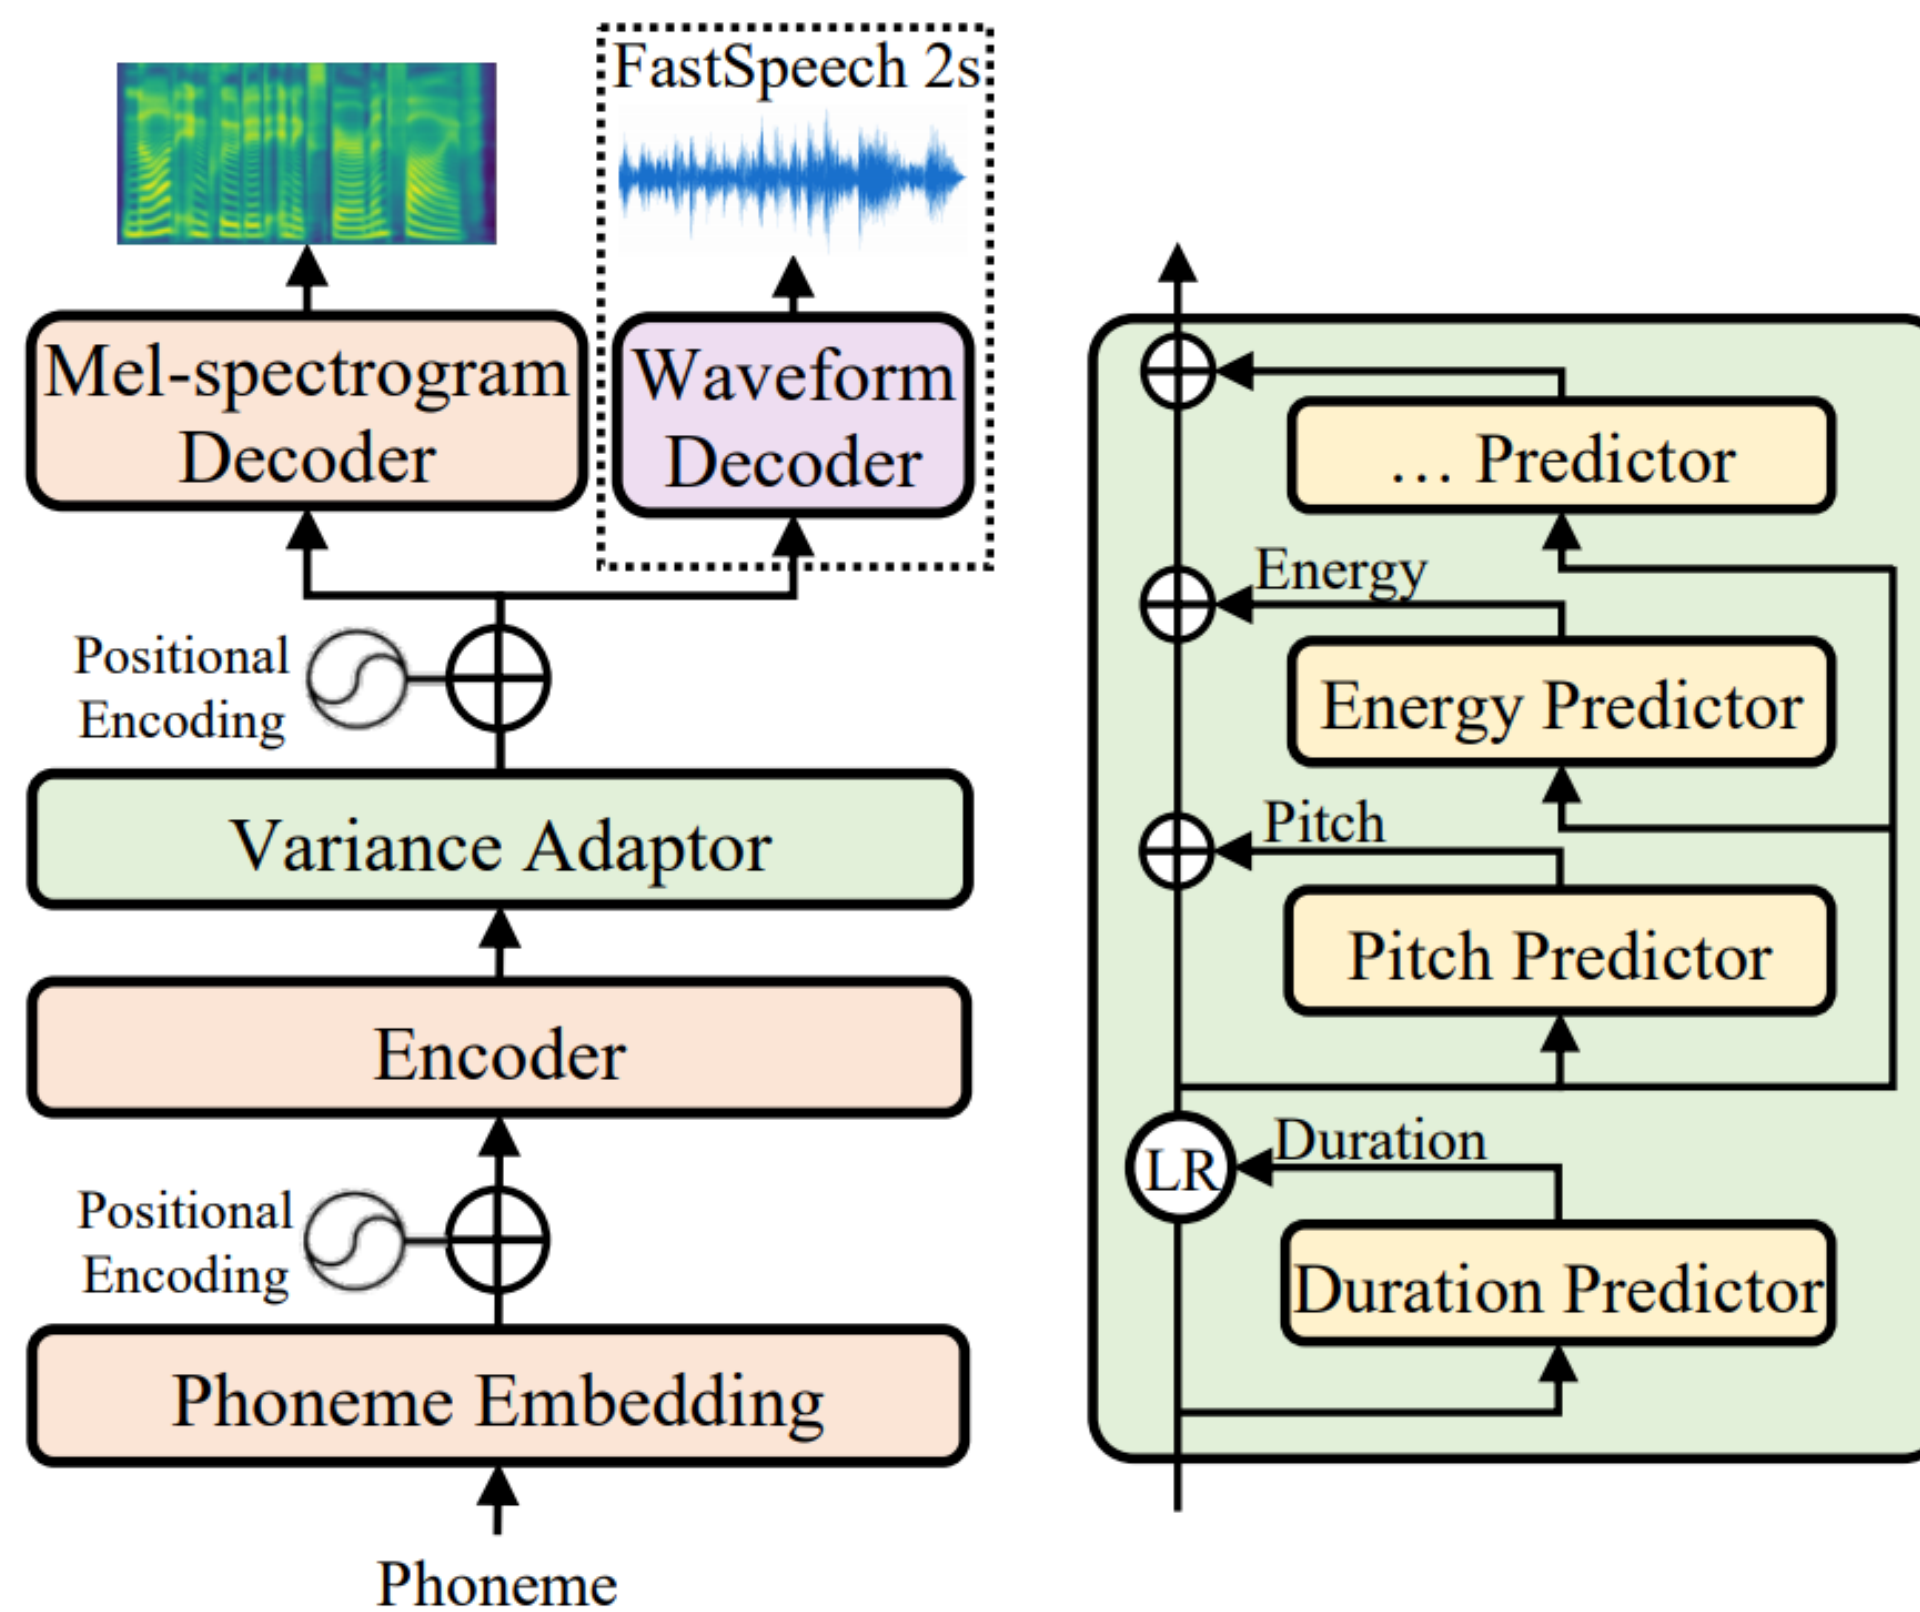 FastSpeech 2s
Mel-spectrogram
Decoder
Waveform
Decoder
Positional
Encoding
Variance Adaptor
Encoder
Positional
Encoding
Phoneme Embedding
Phoneme
… Predictor
Energy
Energy Predictor
Pitch
Pitch Predictor
Duration
LR
Duration Predictor